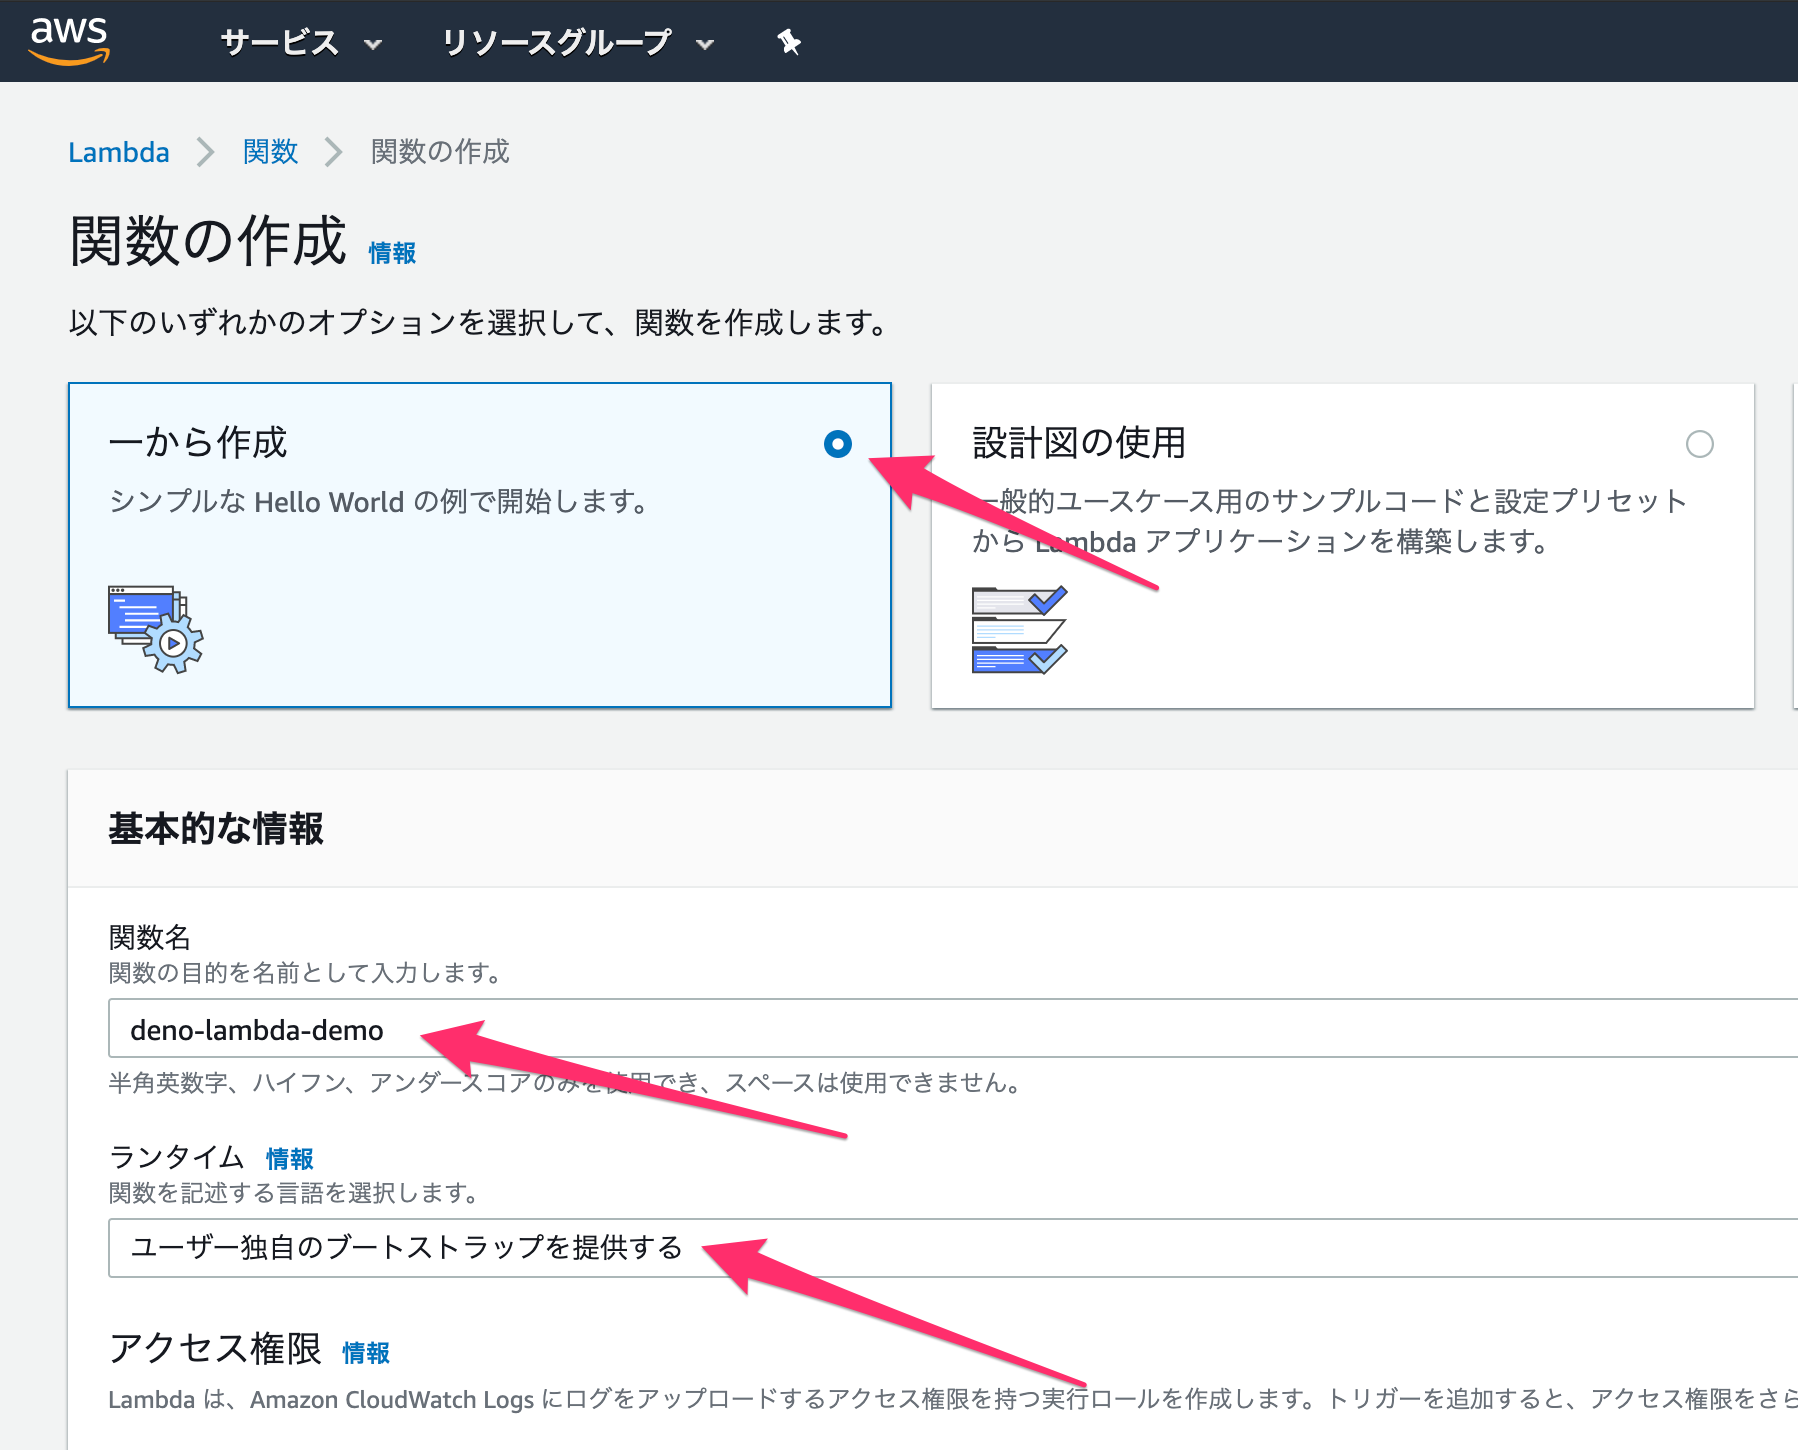 aws
サービス
リソースグループ
Lambda
関数
関数の作成
関数の作成
情報
以下のいずれかのオプションを選択して、関数を作成します。
一から作成
シンプルな Hello World の例で開始します。
設計図の使用
一般的ユースケース用のサンプルコードと設定プリセット
から Lambda アプリケーションを構築します。
基本的な情報
関数名
関数の目的を名前として入力します。
deno-lambda-demo
半角英数字、ハイフン、アンダースコアのみを使用でき、スペースは使用できません。
ランタイム 情報
関数を記述する言語を選択します。
ユーザー独自のブートストラップを提供する
アクセス権限 情報
Lambda は、Amazon CloudWatch Logs にログをアップロードするアクセス権限を持つ実行ロールを作成します。トリガーを追加すると、アクセス権限をさら